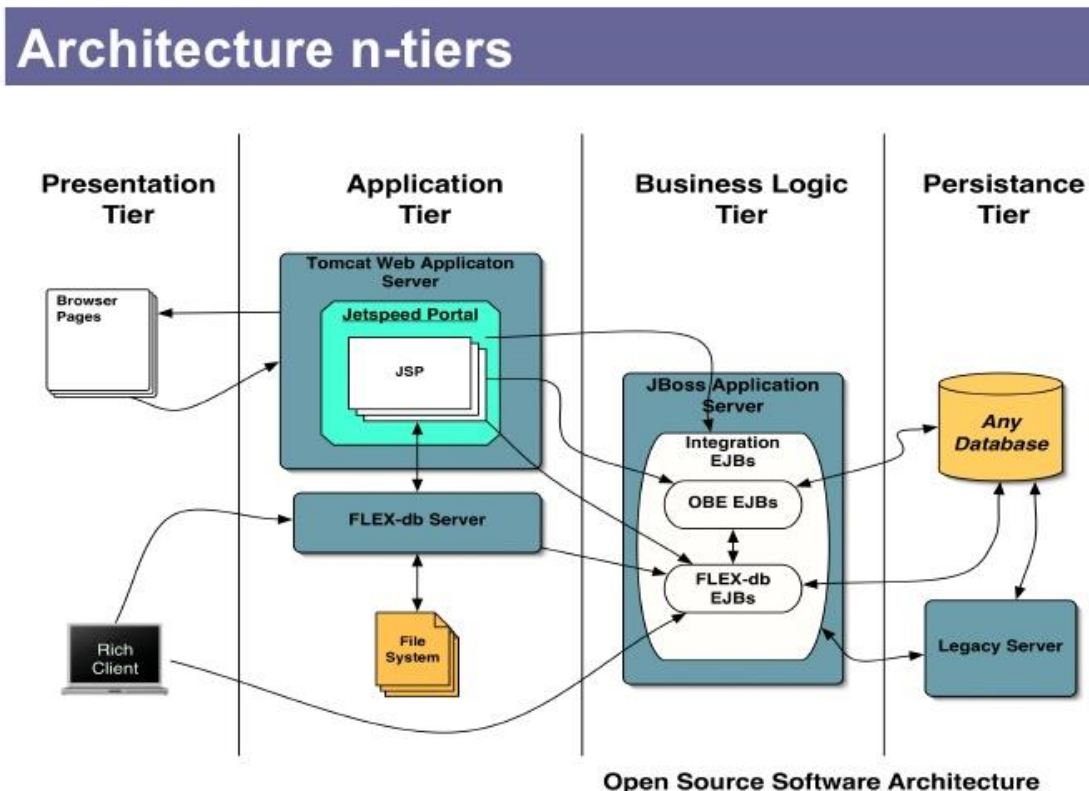 Architecture n-tiers
Presentation
Tier
Application
Tier
Business Logic
Tier
Persistance
Tier
Browser
Pages
Tomcat Web Applicaton
Server
Jetspeed Portal
JSP
FLEX-db Server
File
System
Rich
Client
JBoss Application
Server
Integration
EJBs
OBE EJBs
FLEX-db
EJBs
Any
Database
Legacy Server
Open Source Software Architecture